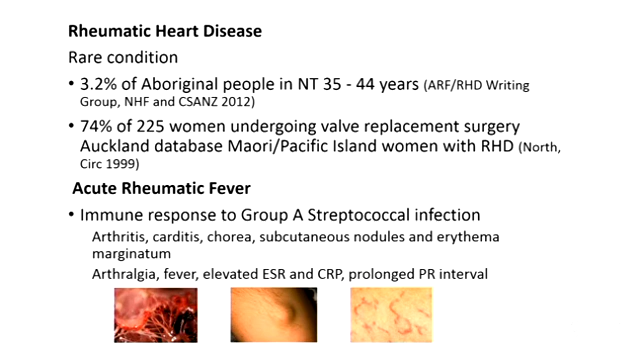 Rheumatic Heart Disease
Rare condition
• 3.2% of Aboriginal people in NT 35 - 44 years (ARF/RHD Writing
Group, NHF and CSANZ 2012)
• 74% of 225 women undergoing valve replacement surgery
Auckland database Maori/Pacific Island women with RHD (North,
Circ 1999)
Acute Rheumatic Fever
• Immune response to Group A Streptococcal infection
Arthritis, carditis, chorea, subcutaneous nodules and erythema
marginatum
Arthralgia, fever, elevated ESR and CRP, prolonged PR interval